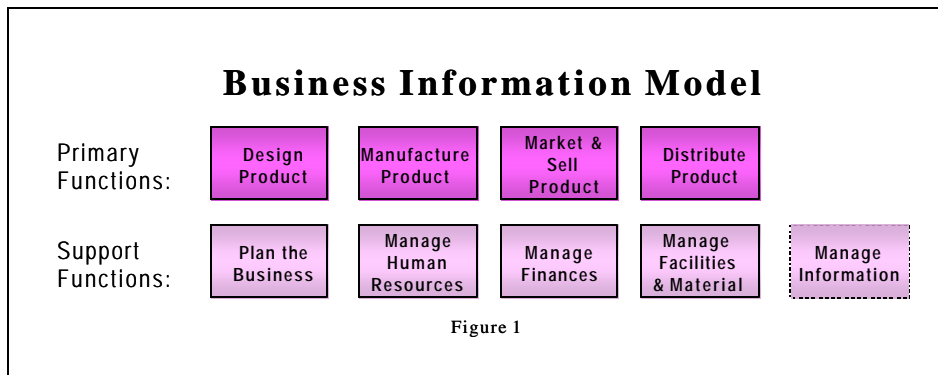 Business Information Model
Primary
Functions:
Design
Product
Manufacture
Product
Market &
Sell
Product
Distribute
Product
Support
Functions:
Plan the
Business
Manage
Human
Resources
Manage
Finances
Manage
Facilities
& Material
Manage
Information
Figure 1